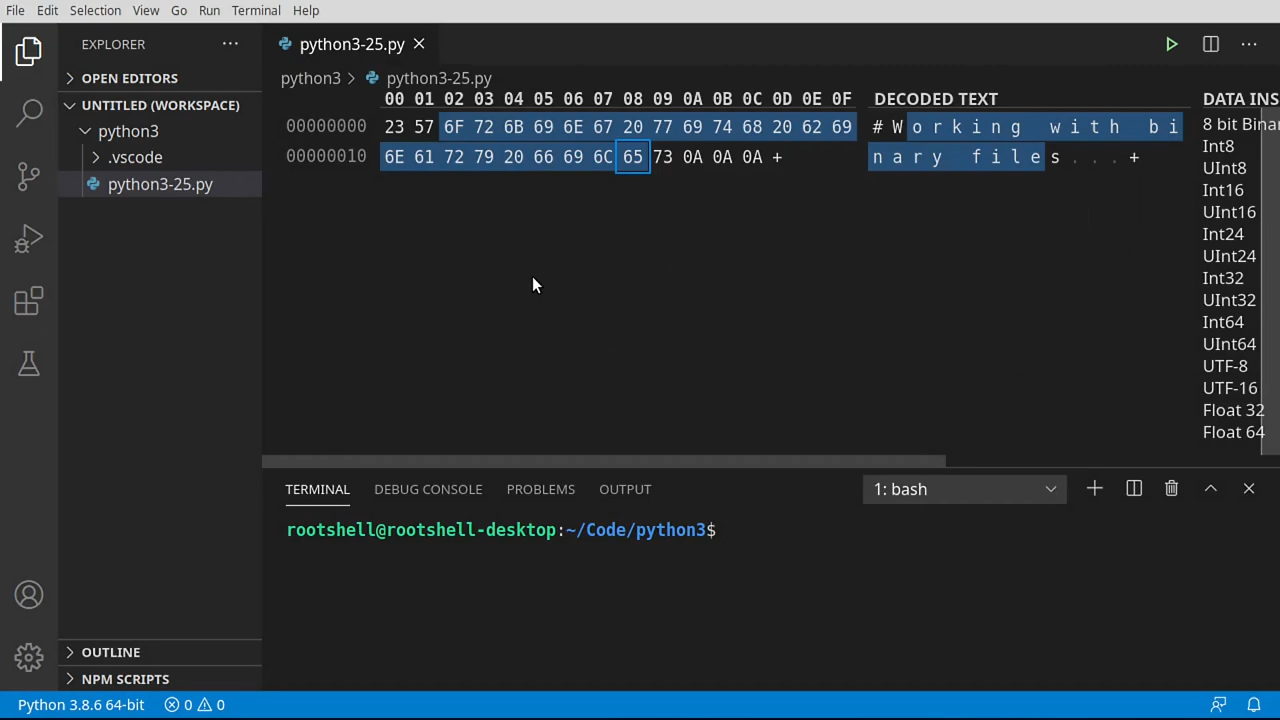 File Edit Selection View Go Run Terminal Help
EXPLORER ···
python3-25.py
OPEN EDITORS
python3 > python3-25.py
UNTITLED (WORKSPACE)
00 01 02 03 04 05 06 07 08 09 0A 0B 0C 0D 0E 0F DECODED TEXT DATA INS
python3
00000000 23 57 6F 72 6B 69 6E 67 20 77 69 74 68 20 62 69 # W o r k i n g w i t h b i 8 bit Binar
.vscode
00000010 6E 61 72 79 20 66 69 6C 65 73 0A 0A 0A + n a r y f i l e s . . . +
python3-25.py
Int8
UInt8
Int16
UInt16
Int24
UInt24
Int32
UInt32
Int64
UInt64
UTF-8
UTF-16
Float 32
Float 64
TERMINAL DEBUG CONSOLE PROBLEMS OUTPUT 1: bash
rootshell@rootshell-desktop:~/Code/python3$
OUTLINE
NPM SCRIPTS
Python 3.8.6 64-bit 0 0